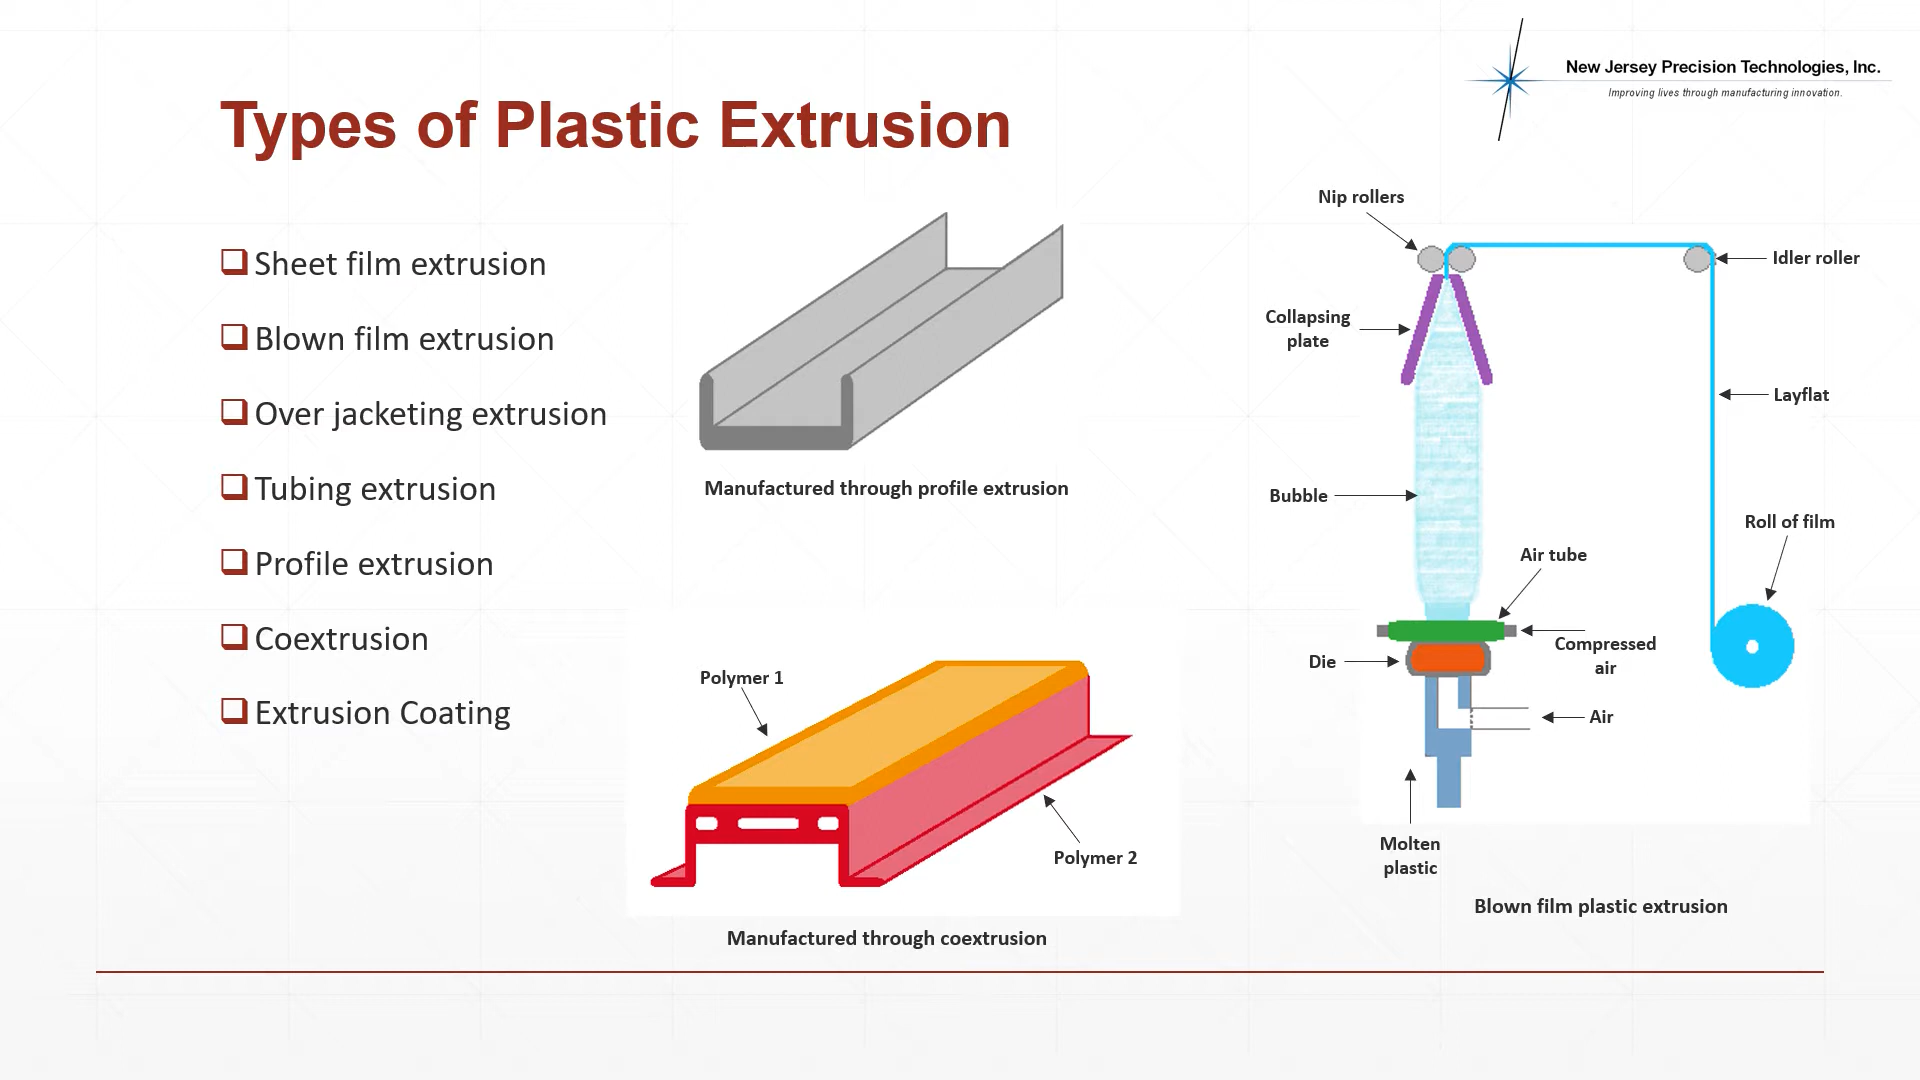 New Jersey Precision Technologies, Inc.
Improving lives through manufacturing innovation.
Types of Plastic Extrusion
Sheet film extrusion
Blown film extrusion
Over jacketing extrusion
Tubing extrusion
Profile extrusion
Coextrusion
Extrusion Coating
Manufactured through profile extrusion
Polymer 1
Polymer 2
Manufactured through coextrusion
Nip rollers
Idler roller
Collapsing
plate
Layflat
Bubble
Roll of film
Air tube
Compressed
air
Die
Air
Molten
plastic
Blown film plastic extrusion